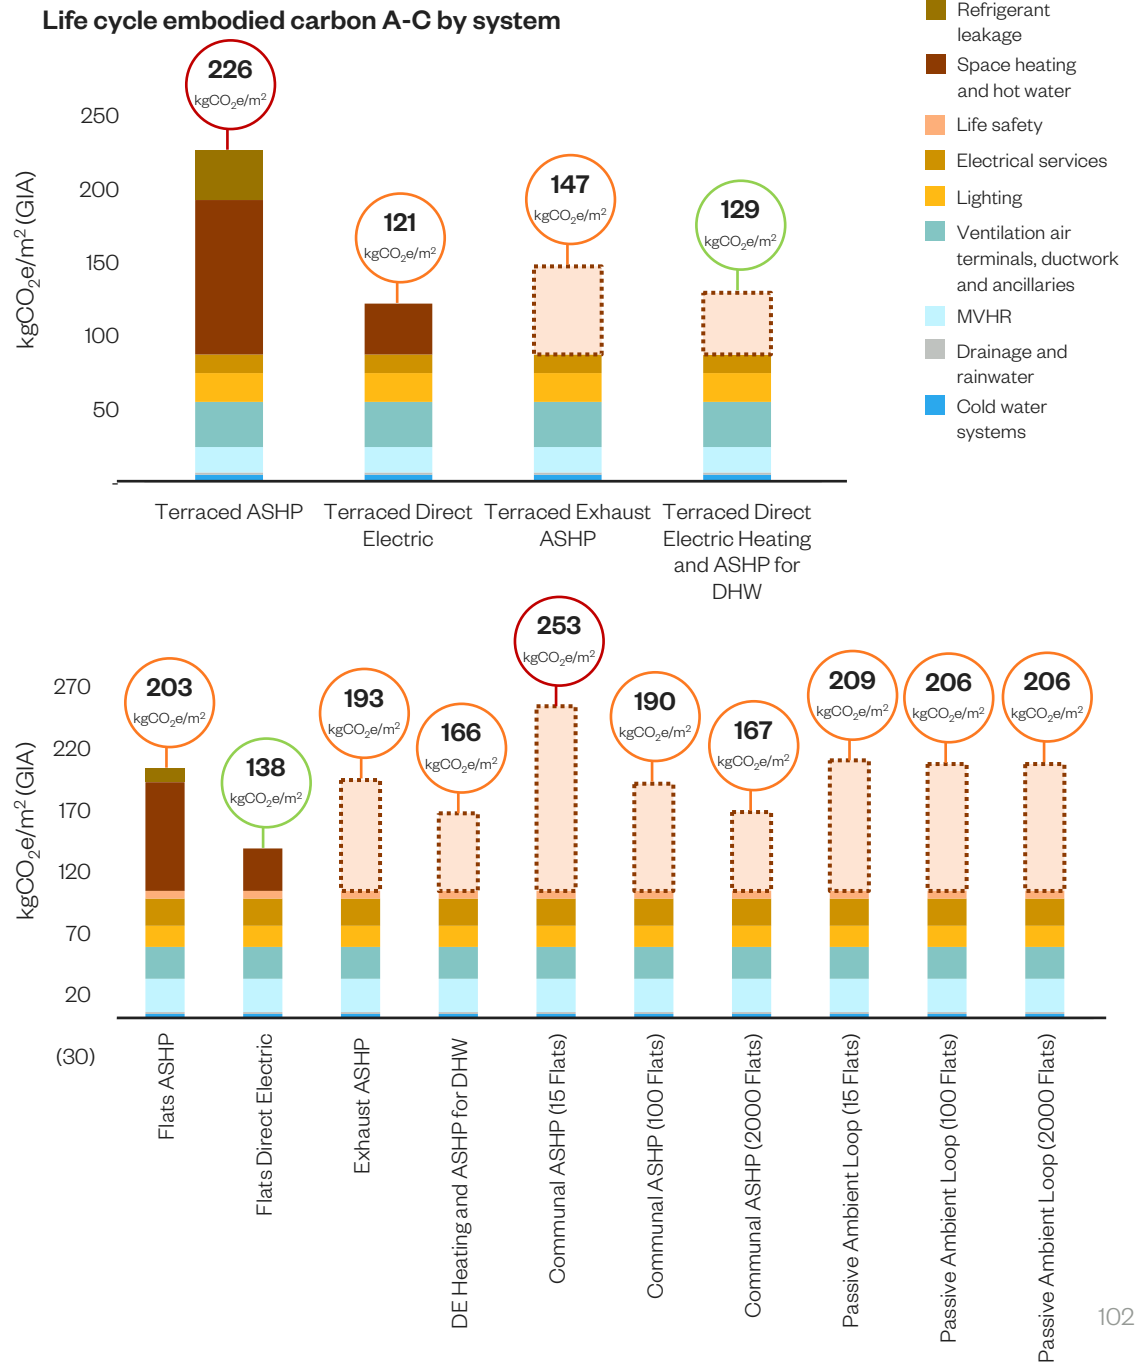 Life cycle embodied carbon A-C by system
Refrigerant
leakage
Space heating
and hot water
Life safety
Electrical services
Lighting
Ventilation air
terminals, ductwork
and ancillaries
MVHR
Drainage and
rainwater
Cold water
systems
kgCO₂e/m² (GIA)
250
200
150
100
50
-
226
kgCO₂e/m²
121
kgCO₂e/m²
147
kgCO₂e/m²
129
kgCO₂e/m²
Terraced ASHP
Terraced Direct
Electric
Terraced Exhaust
ASHP
Terraced Direct
Electric Heating
and ASHP for
DHW
kgCO₂e/m² (GIA)
270
220
170
120
70
20
(30)
203
kgCO₂e/m²
138
kgCO₂e/m²
193
kgCO₂e/m²
166
kgCO₂e/m²
253
kgCO₂e/m²
190
kgCO₂e/m²
167
kgCO₂e/m²
209
kgCO₂e/m²
206
kgCO₂e/m²
206
kgCO₂e/m²
Flats ASHP
Flats Direct Electric
Exhaust ASHP
DE Heating and ASHP for DHW
Communal ASHP (15 Flats)
Communal ASHP (100 Flats)
Communal ASHP (2000 Flats)
Passive Ambient Loop (15 Flats)
Passive Ambient Loop (100 Flats)
Passive Ambient Loop (2000 Flats)
102